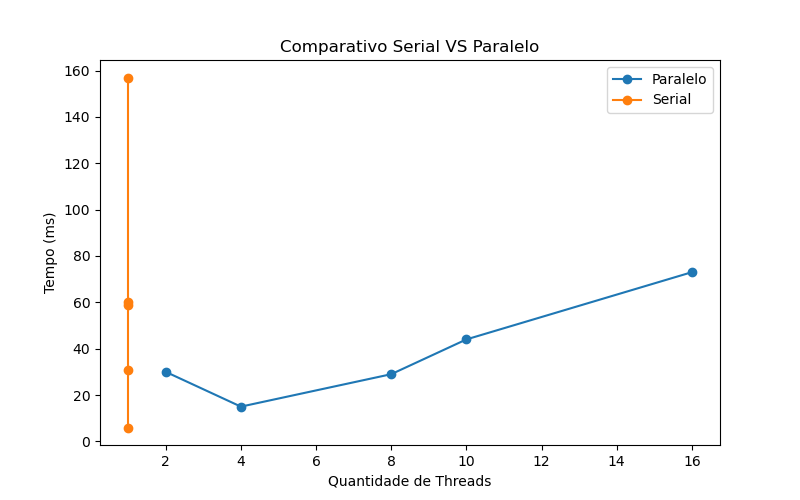 Comparativo Serial VS Paralelo
Paralelo
Serial
160
140
120
100
80
60
40
20
0
Tempo (ms)
2 4 6 8 10 12 14 16
Quantidade de Threads